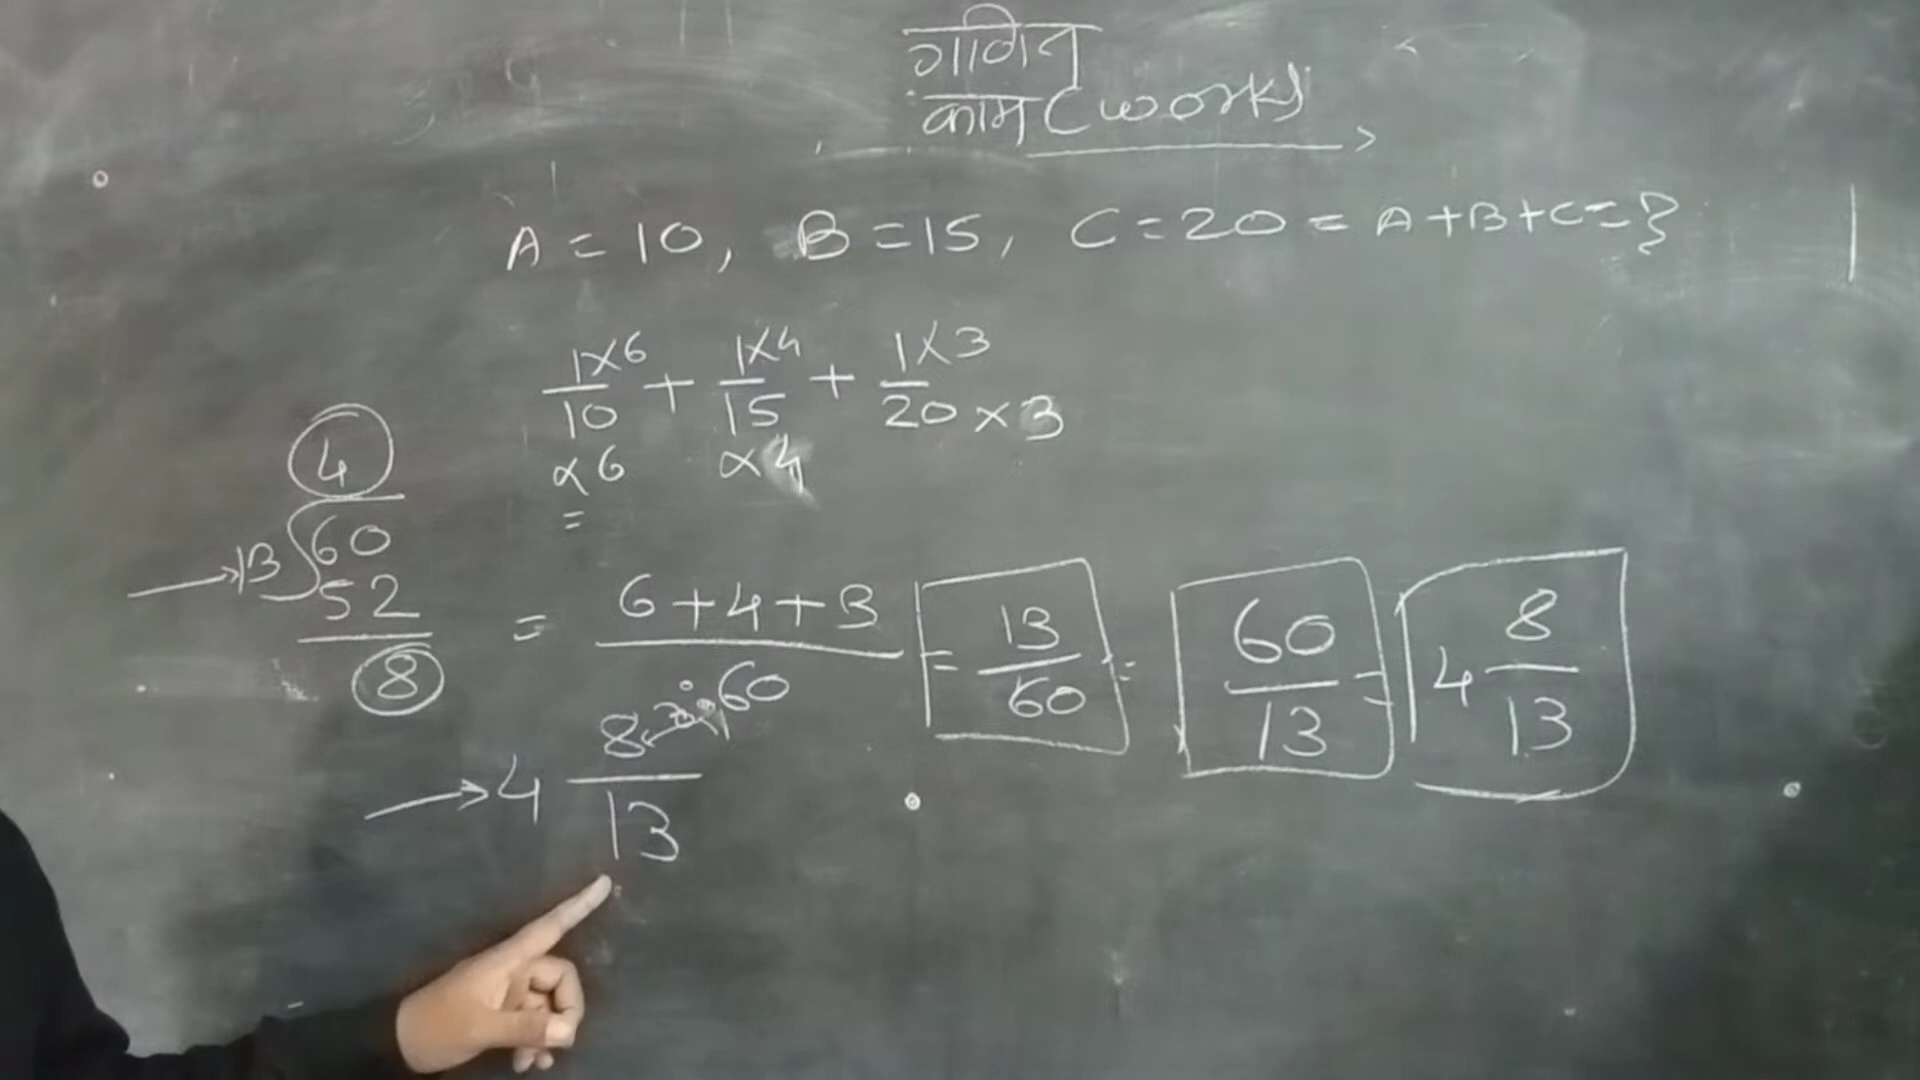 गणित
काम (works)
A = 10, B = 15, C = 20 = A + B + C = ?
1×6 + 1×4 + 1×3
10 15 20 × 3
×6 ×4
=
4
→ 13 60
52
8
= 6+4+3 = 13 = 60 = 4 8
60 60 13 13
→ 4 8
13